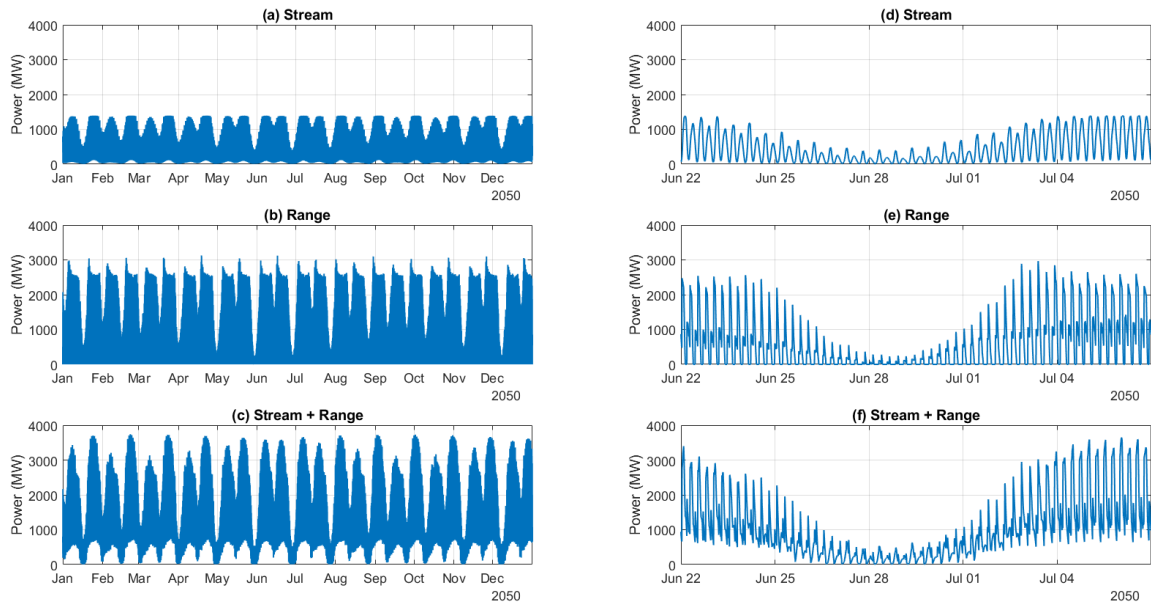 (a) Stream
4000
3000
2000
1000
0
Power (MW)
Jan Feb Mar Apr May Jun Jul Aug Sep Oct Nov Dec
2050
(b) Range
4000
3000
2000
1000
0
Power (MW)
Jan Feb Mar Apr May Jun Jul Aug Sep Oct Nov Dec
2050
(c) Stream + Range
4000
3000
2000
1000
0
Power (MW)
Jan Feb Mar Apr May Jun Jul Aug Sep Oct Nov Dec
2050
(d) Stream
4000
3000
2000
1000
0
Power (MW)
Jun 22 Jun 25 Jun 28 Jul 01 Jul 04
2050
(e) Range
4000
3000
2000
1000
0
Power (MW)
Jun 22 Jun 25 Jun 28 Jul 01 Jul 04
2050
(f) Stream + Range
4000
3000
2000
1000
0
Power (MW)
Jun 22 Jun 25 Jun 28 Jul 01 Jul 04
2050